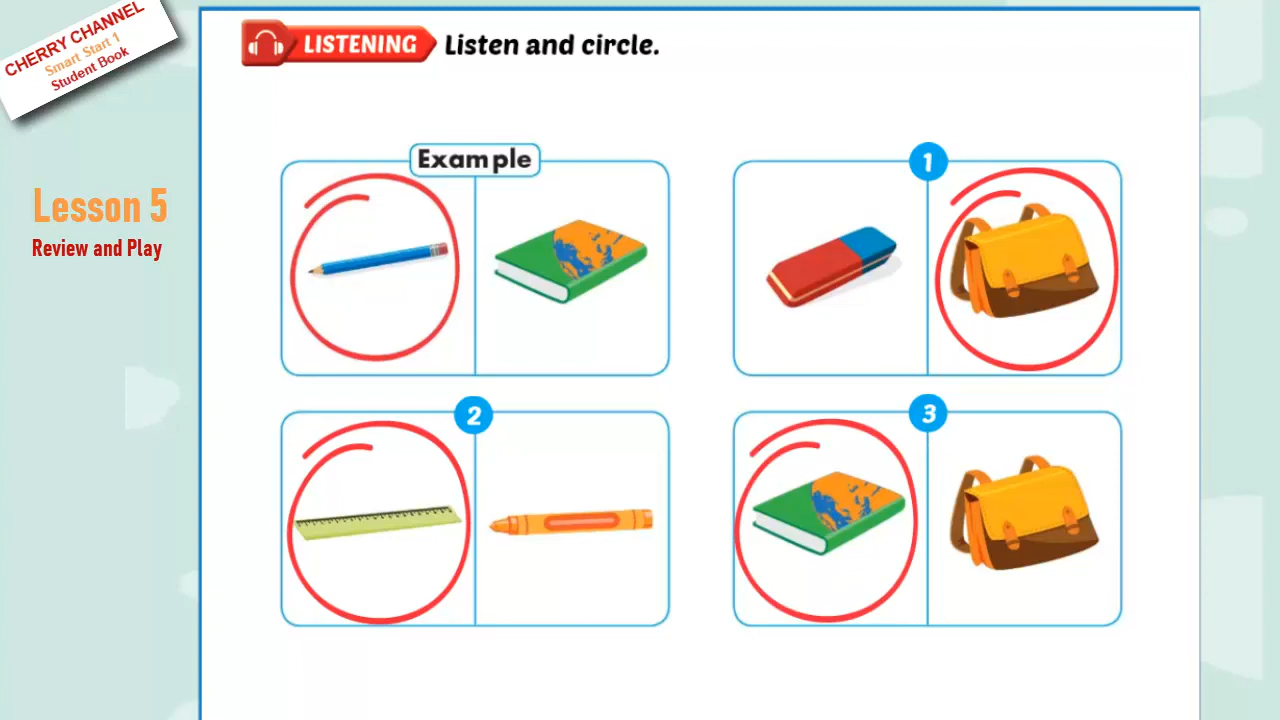 CHERRY CHANNEL
Smart Start 1
Student Book
LISTENING Listen and circle.
Lesson 5
Review and Play
Example
1
2
3